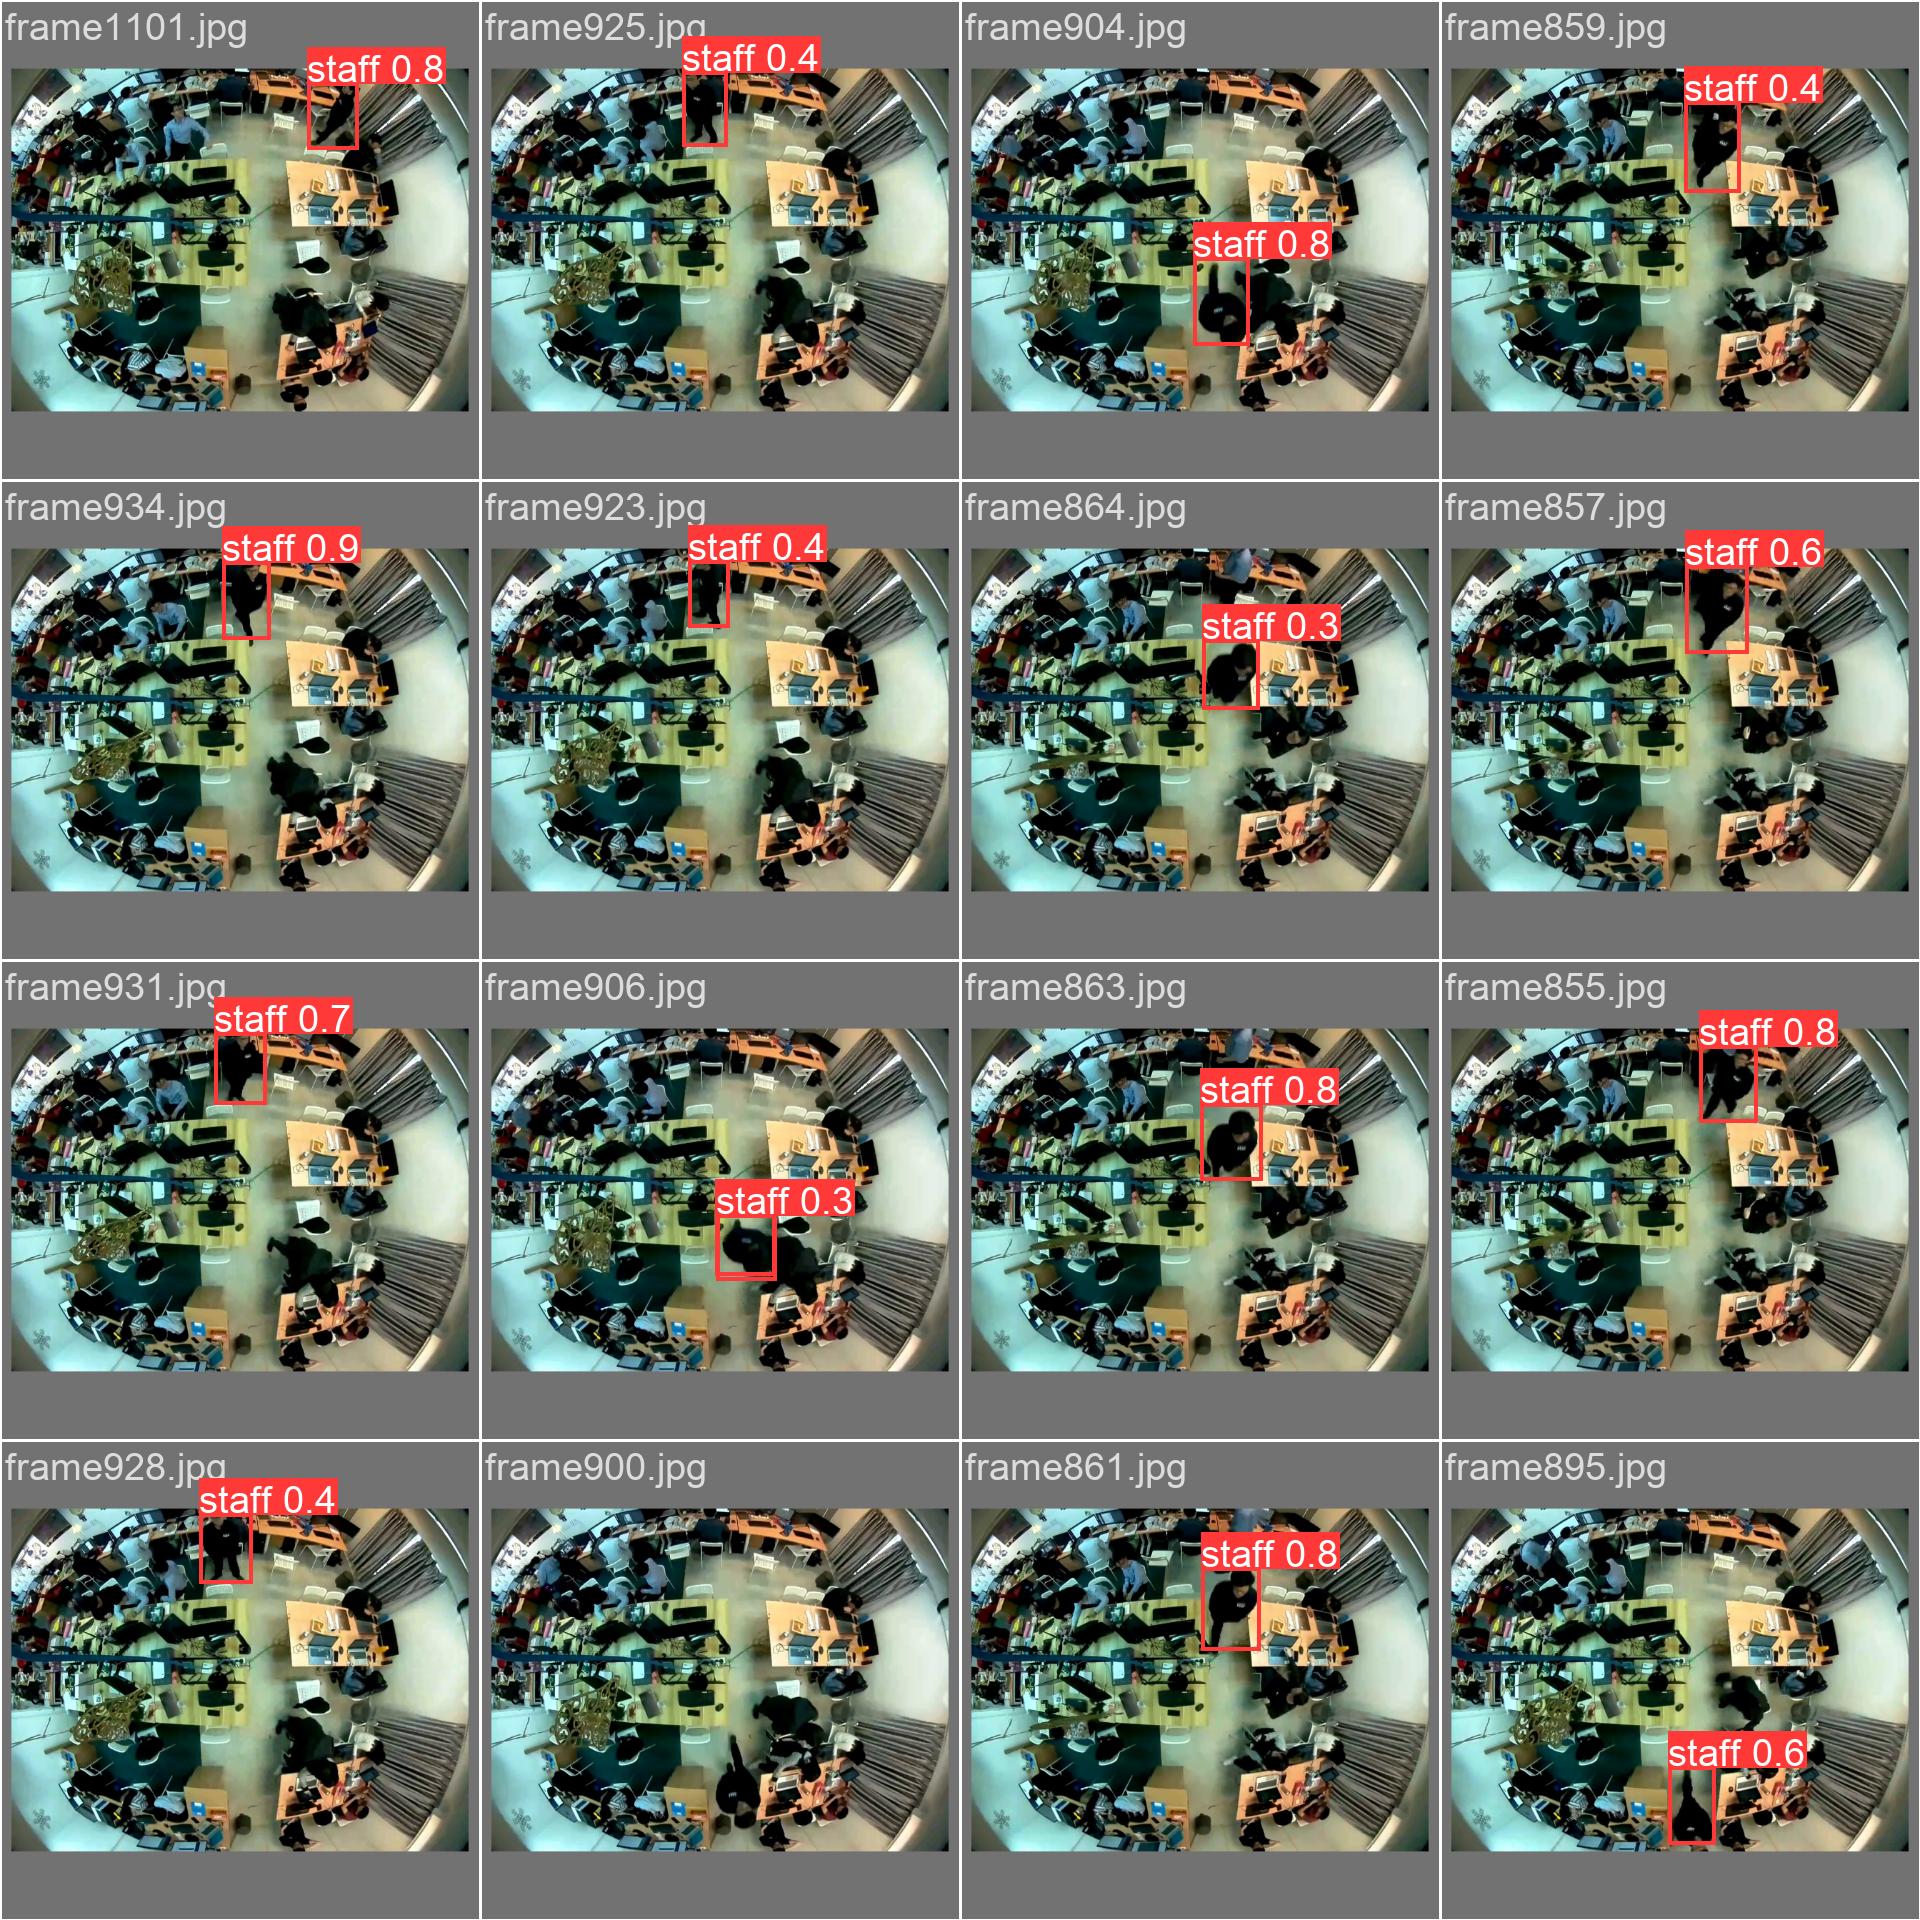 frame1101.jpg
staff 0.8
frame925.jpg
staff 0.4
frame904.jpg
staff 0.8
frame859.jpg
staff 0.4
frame934.jpg
staff 0.9
frame923.jpg
staff 0.4
frame864.jpg
staff 0.3
frame857.jpg
staff 0.6
frame931.jpg
staff 0.7
frame906.jpg
staff 0.3
frame863.jpg
staff 0.8
frame855.jpg
staff 0.8
frame928.jpg
staff 0.4
frame900.jpg
frame861.jpg
staff 0.8
frame895.jpg
staff 0.6